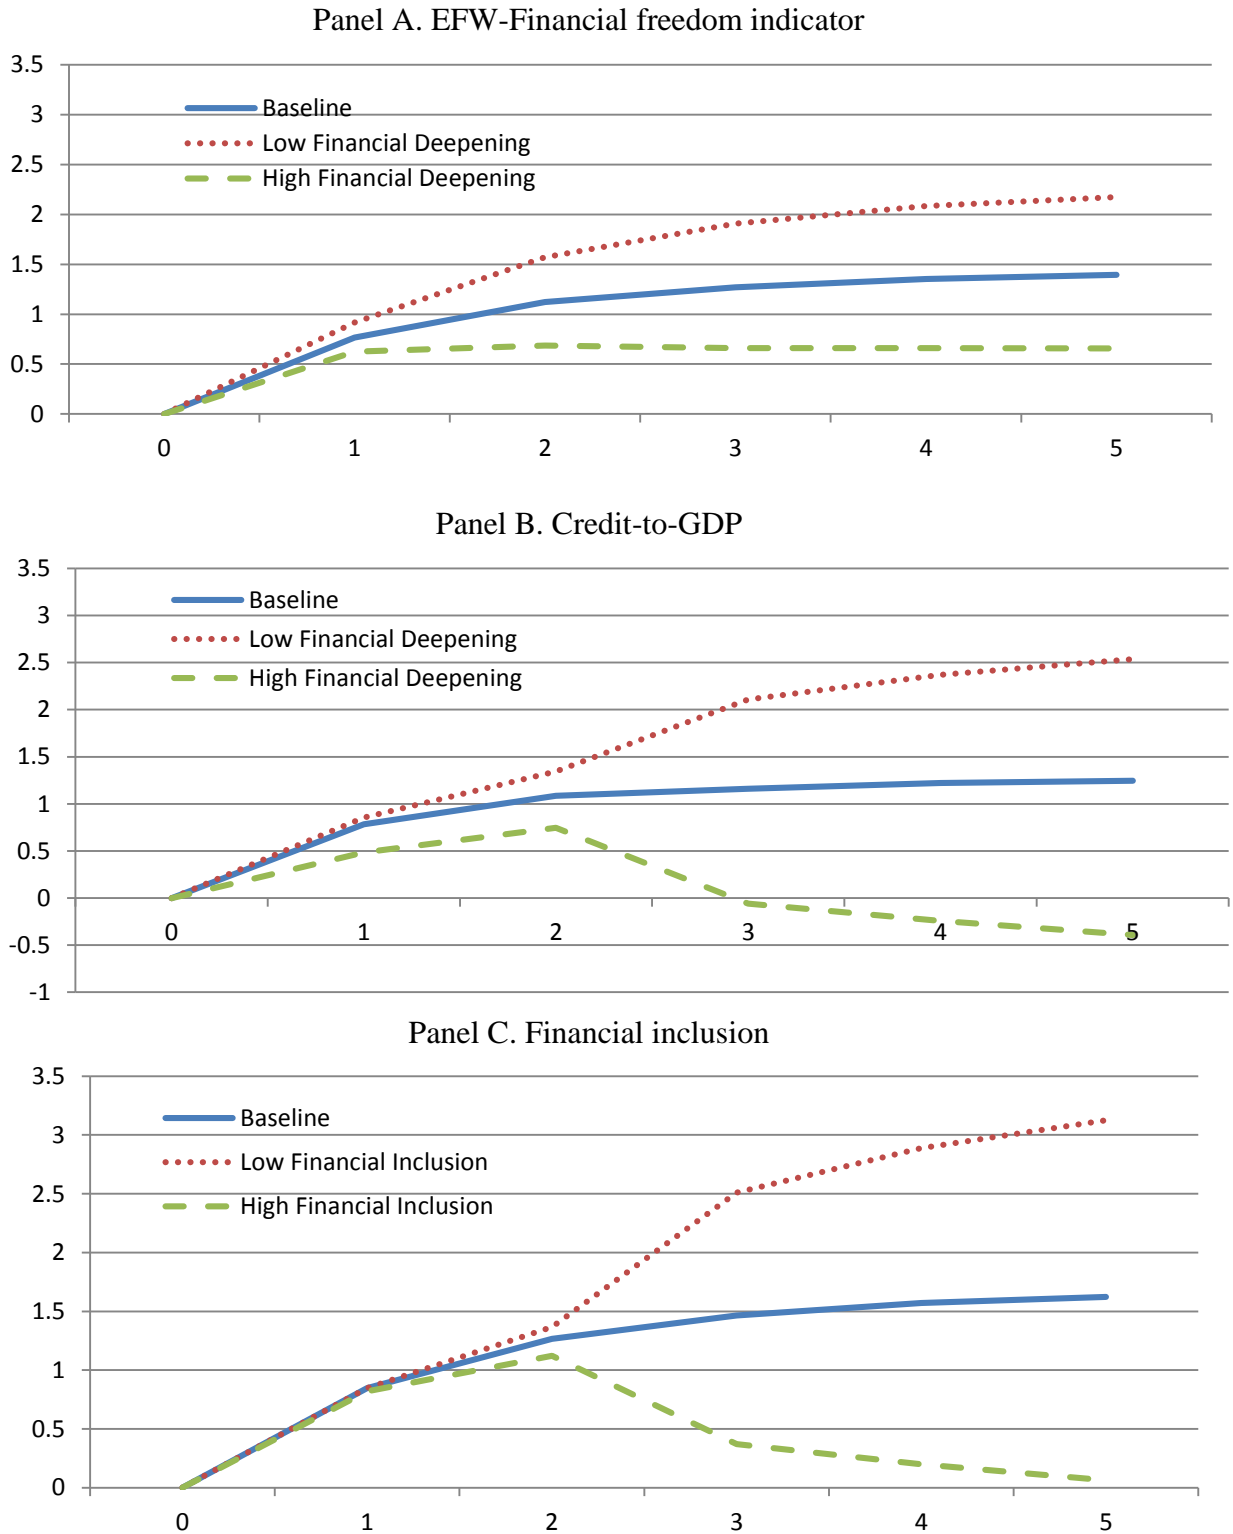 Panel A. EFW-Financial freedom indicator
3.5
3
2.5
2
1.5
1
0.5
0
Baseline
Low Financial Deepening
High Financial Deepening
0 1 2 3 4 5
Panel B. Credit-to-GDP
3.5
3
2.5
2
1.5
1
0.5
0
-0.5
-1
Baseline
Low Financial Deepening
High Financial Deepening
0 1 2 3 4 5
Panel C. Financial inclusion
3.5
3
2.5
2
1.5
1
0.5
0
Baseline
Low Financial Inclusion
High Financial Inclusion
0 1 2 3 4 5